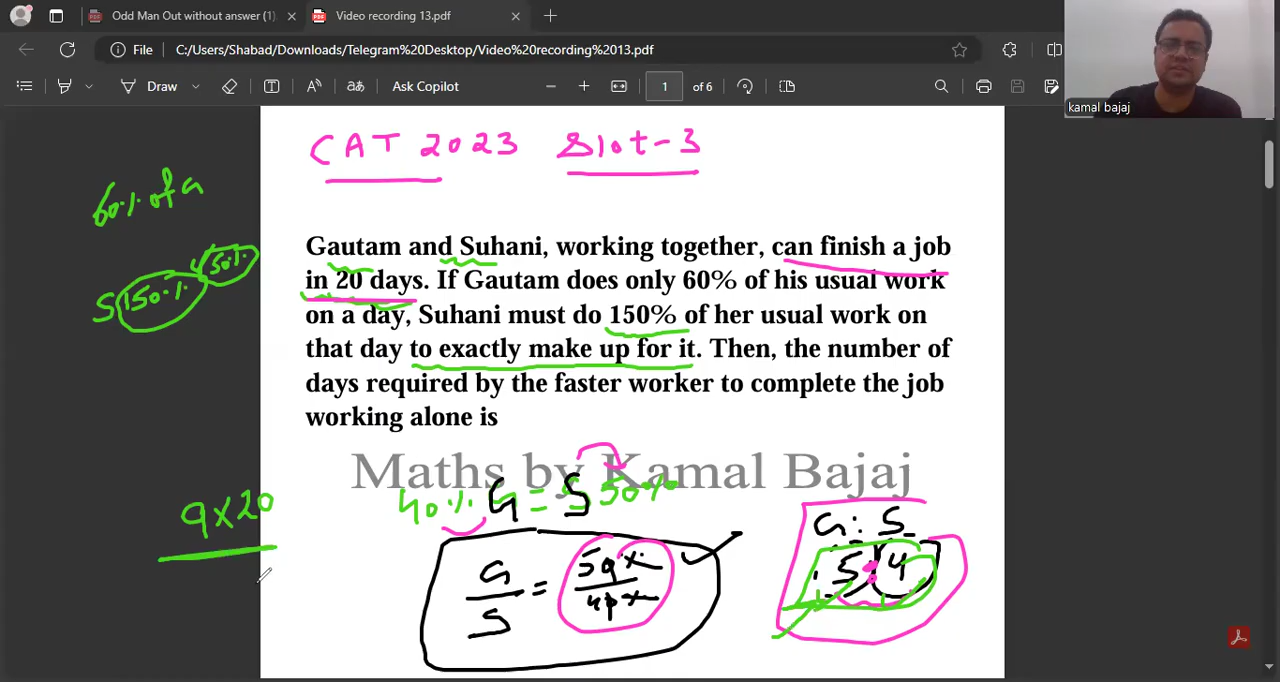 Odd Man Out without answer (1).
Video recording 13.pdf
File
C:/Users/Shabad/Downloads/Telegram%20Desktop/Video%20recording%2013.pdf
Draw
aあ
Ask Copilot
1
of 6
kamal bajaj
CAT 2023 Slot-3
60% of G
S 150% 50%
Gautam and Suhani, working together, can finish a job
in 20 days. If Gautam does only 60% of his usual work
on a day, Suhani must do 150% of her usual work on
that day to exactly make up for it. Then, the number of
days required by the faster worker to complete the job
working alone is
Maths by Kamal Bajaj
40% G = S 50%
9x20
G : S
5 : 4
G
S
=